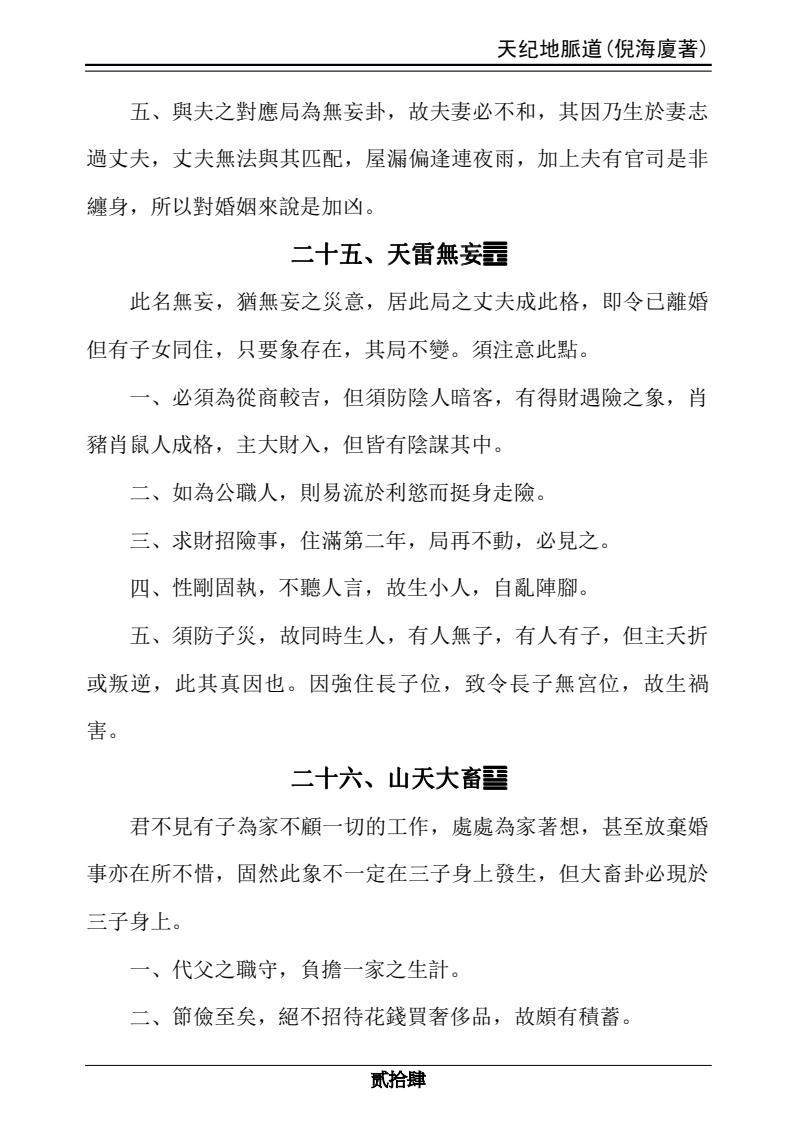 天纪地脈道(倪海廈著)
五、與夫之對應局為無妄卦，故夫妻必不和，其因乃生於妻志
過丈夫，丈夫無法與其匹配，屋漏偏逢連夜雨，加上夫有官司是非
纏身，所以對婚姻來說是加凶。
二十五、天雷無妄䷘
此名無妄，猶無妄之災意，居此局之丈夫成此格，即令已離婚
但有子女同住，只要象存在，其局不變。須注意此點。
一、必須為從商較吉，但須防陰人暗客，有得財遇險之象，肖
豬肖鼠人成格，主大財入，但皆有陰謀其中。
二、如為公職人，則易流於利慾而挺身走險。
三、求財招險事，住滿第二年，局再不動，必見之。
四、性剛固執，不聽人言，故生小人，自亂陣腳。
五、須防子災，故同時生人，有人無子，有人有子，但主夭折
或叛逆，此其真因也。因強住長子位，致令長子無宮位，故生禍
害。
二十六、山天大畜䷙
君不見有子為家不顧一切的工作，處處為家著想，甚至放棄婚
事亦在所不惜，固然此象不一定在三子身上發生，但大畜卦必現於
三子身上。
一、代父之職守，負擔一家之生計。
二、節儉至矣，絕不招待花錢買奢侈品，故頗有積蓄。
貳拾肆